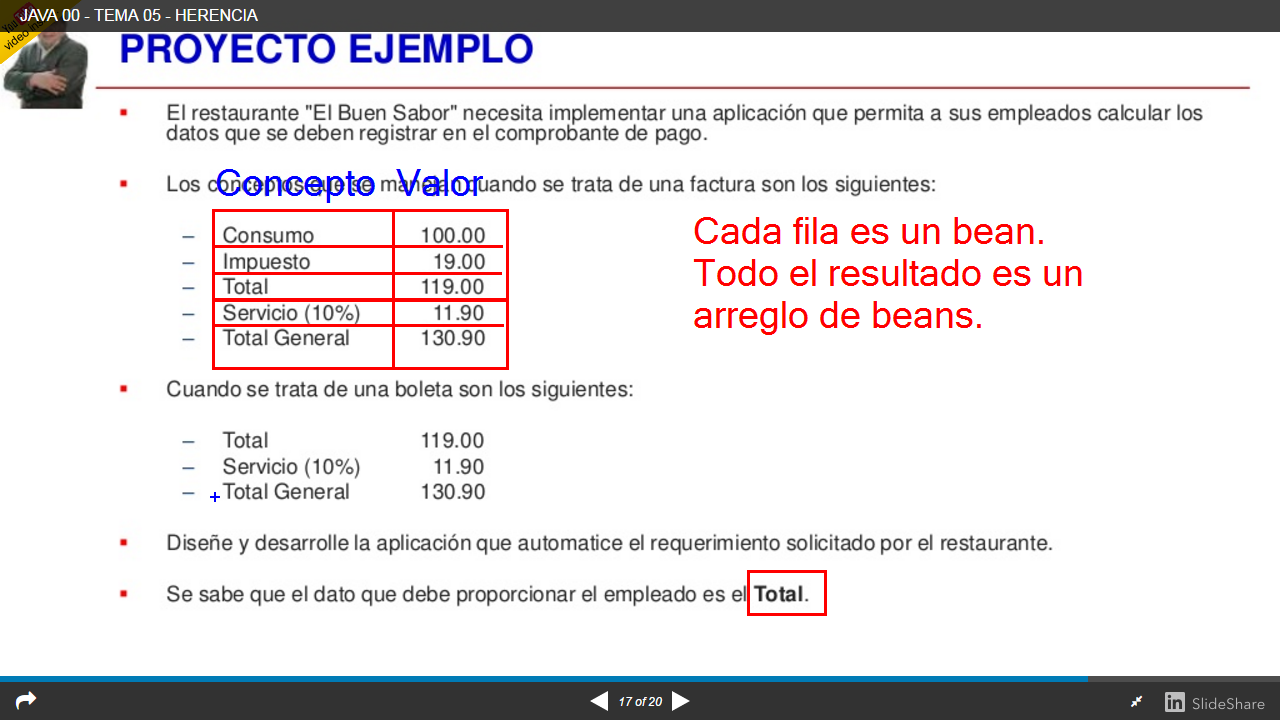 JAVA 00 - TEMA 05 - HERENCIA
PROYECTO EJEMPLO
El restaurante "El Buen Sabor" necesita implementar una aplicación que permita a sus empleados calcular los
datos que se deben registrar en el comprobante de pago.
Concepto Valor
Los conceptos que se manejan cuando se trata de una factura son los siguientes:
– Consumo 100.00
– Impuesto 19.00
– Total 119.00
– Servicio (10%) 11.90
– Total General 130.90
Cada fila es un bean.
Todo el resultado es un
arreglo de beans.
Cuando se trata de una boleta son los siguientes:
– Total 119.00
– Servicio (10%) 11.90
– Total General 130.90
Diseñe y desarrolle la aplicación que automatice el requerimiento solicitado por el restaurante.
Se sabe que el dato que debe proporcionar el empleado es el Total.
17 of 20
in SlideShare